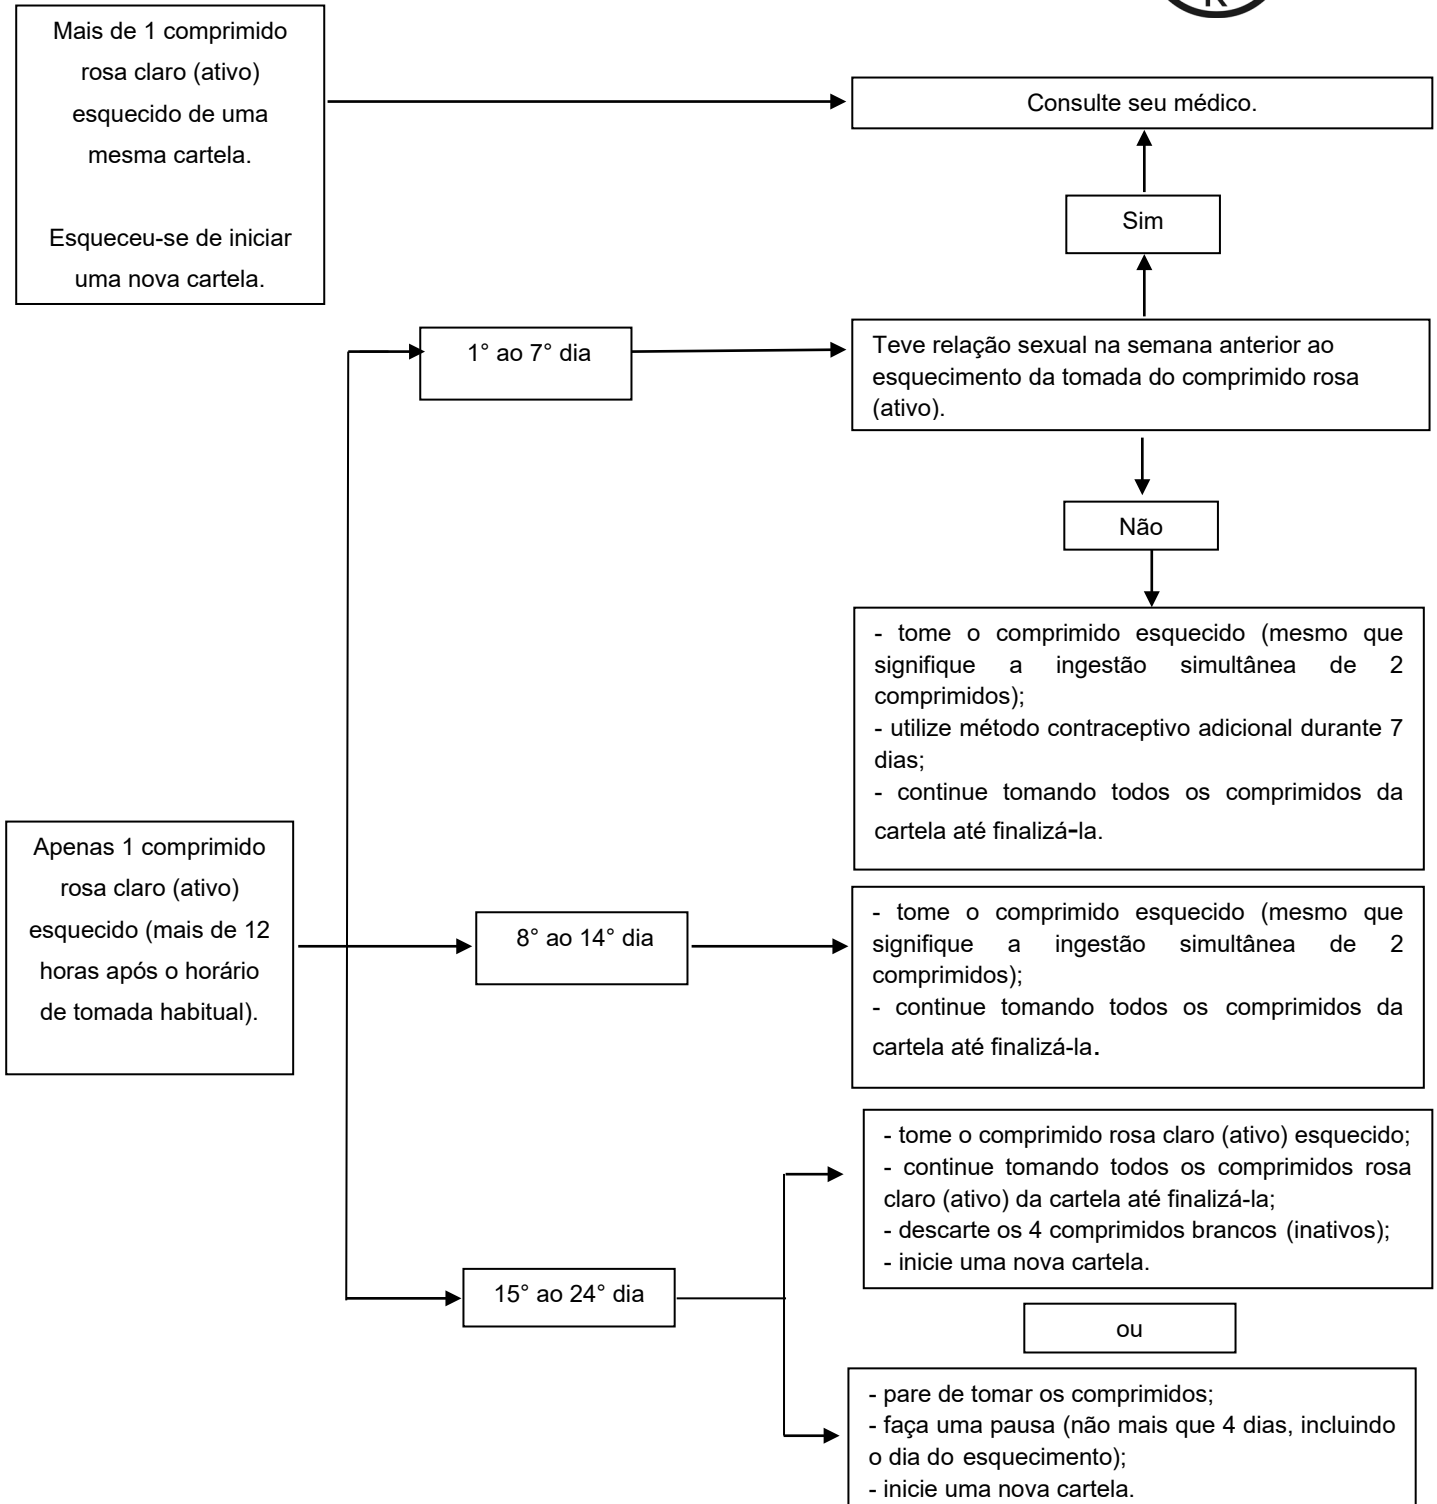 R
Mais de 1 comprimido
rosa claro (ativo)
esquecido de uma
mesma cartela.
Esqueceu-se de iniciar
uma nova cartela.
Consulte seu médico.
Sim
1° ao 7° dia
Teve relação sexual na semana anterior ao
esquecimento da tomada do comprimido rosa
(ativo).
Não
- tome o comprimido esquecido (mesmo que
signifique a ingestão simultânea de 2
comprimidos);
- utilize método contraceptivo adicional durante 7
dias;
- continue tomando todos os comprimidos da
cartela até finalizá-la.
Apenas 1 comprimido
rosa claro (ativo)
esquecido (mais de 12
horas após o horário
de tomada habitual).
8° ao 14° dia
- tome o comprimido esquecido (mesmo que
signifique a ingestão simultânea de 2
comprimidos);
- continue tomando todos os comprimidos da
cartela até finalizá-la.
15° ao 24° dia
- tome o comprimido rosa claro (ativo) esquecido;
- continue tomando todos os comprimidos rosa
claro (ativo) da cartela até finalizá-la;
- descarte os 4 comprimidos brancos (inativos);
- inicie uma nova cartela.
ou
- pare de tomar os comprimidos;
- faça uma pausa (não mais que 4 dias, incluindo
o dia do esquecimento);
- inicie uma nova cartela.